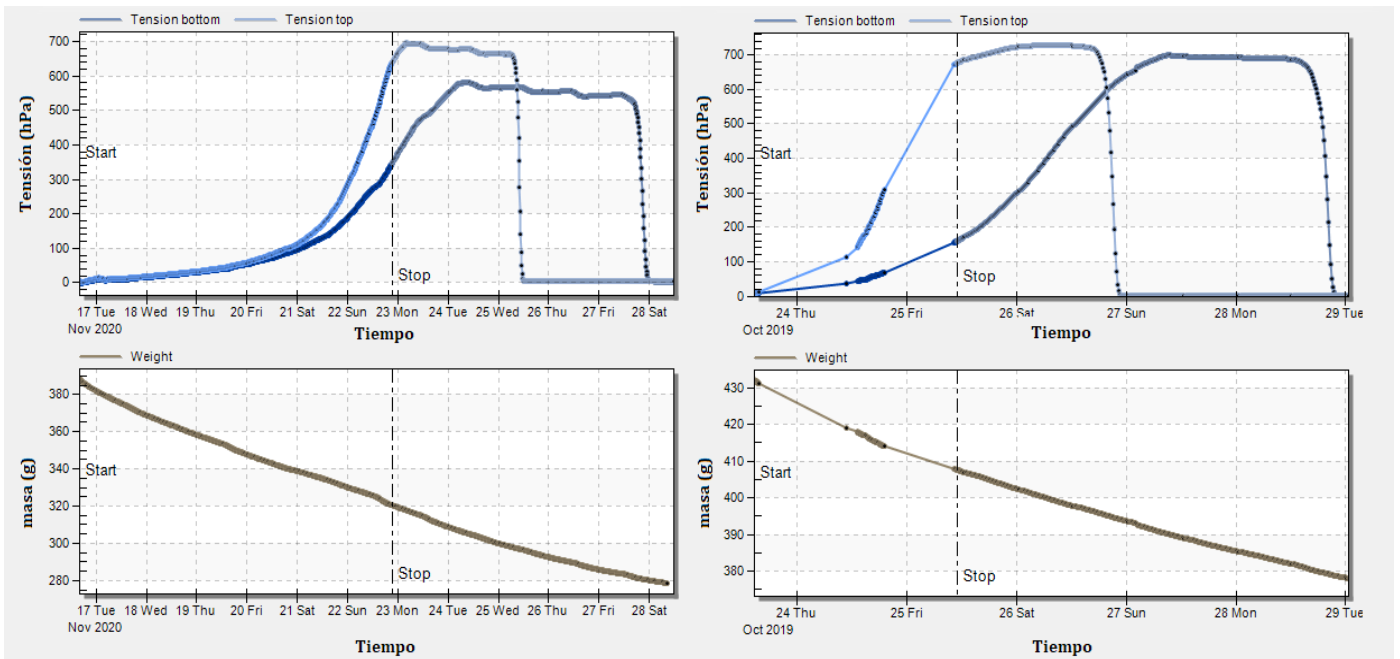 Tension bottom Tension top
700
600
500
400
300
200
100
0
Tensión (hPa)
Start
Stop
17 Tue 18 Wed 19 Thu 20 Fri 21 Sat 22 Sun 23 Mon 24 Tue 25 Wed 26 Thu 27 Fri 28 Sat
Nov 2020
Tiempo
Tension bottom Tension top
700
600
500
400
300
200
100
0
Tensión (hPa)
Start
Stop
24 Thu 25 Fri 26 Sat 27 Sun 28 Mon 29 Tue
Oct 2019
Tiempo
Weight
380
360
340
320
300
280
masa (g)
Start
Stop
17 Tue 18 Wed 19 Thu 20 Fri 21 Sat 22 Sun 23 Mon 24 Tue 25 Wed 26 Thu 27 Fri 28 Sat
Nov 2020
Tiempo
Weight
430
420
410
400
390
380
masa (g)
Start
Stop
24 Thu 25 Fri 26 Sat 27 Sun 28 Mon 29 Tue
Oct 2019
Tiempo